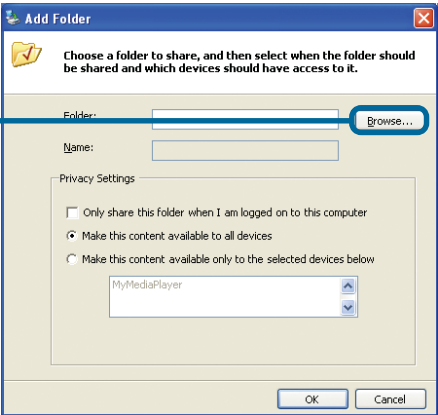 Add Folder
Choose a folder to share, and then select when the folder should
be shared and which devices should have access to it.
Folder:
Browse...
Name:
Privacy Settings
Only share this folder when I am logged on to this computer
Make this content available to all devices
Make this content available only to the selected devices below
MyMediaPlayer
OK
Cancel